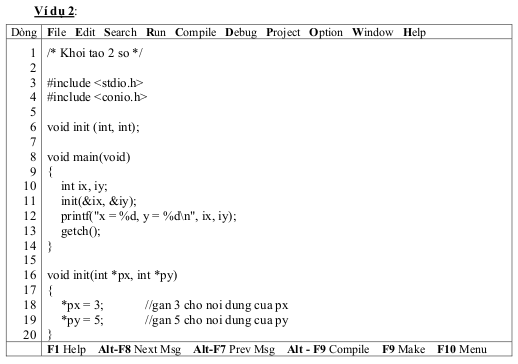 Ví dụ 2:
Dòng File Edit Search Run Compile Debug Project Option Window Help
1 /* Khoi tao 2 so */
2
3 #include <stdio.h>
4 #include <conio.h>
5
6 void init (int, int);
7
8 void main(void)
9 {
10 int ix, iy;
11 init(&ix, &iy);
12 printf("x = %d, y = %d\n", ix, iy);
13 getch();
14 }
15
16 void init(int *px, int *py)
17 {
18 *px = 3; //gan 3 cho noi dung cua px
19 *py = 5; //gan 5 cho noi dung cua py
20 }
F1 Help Alt-F8 Next Msg Alt-F7 Prev Msg Alt - F9 Compile F9 Make F10 Menu